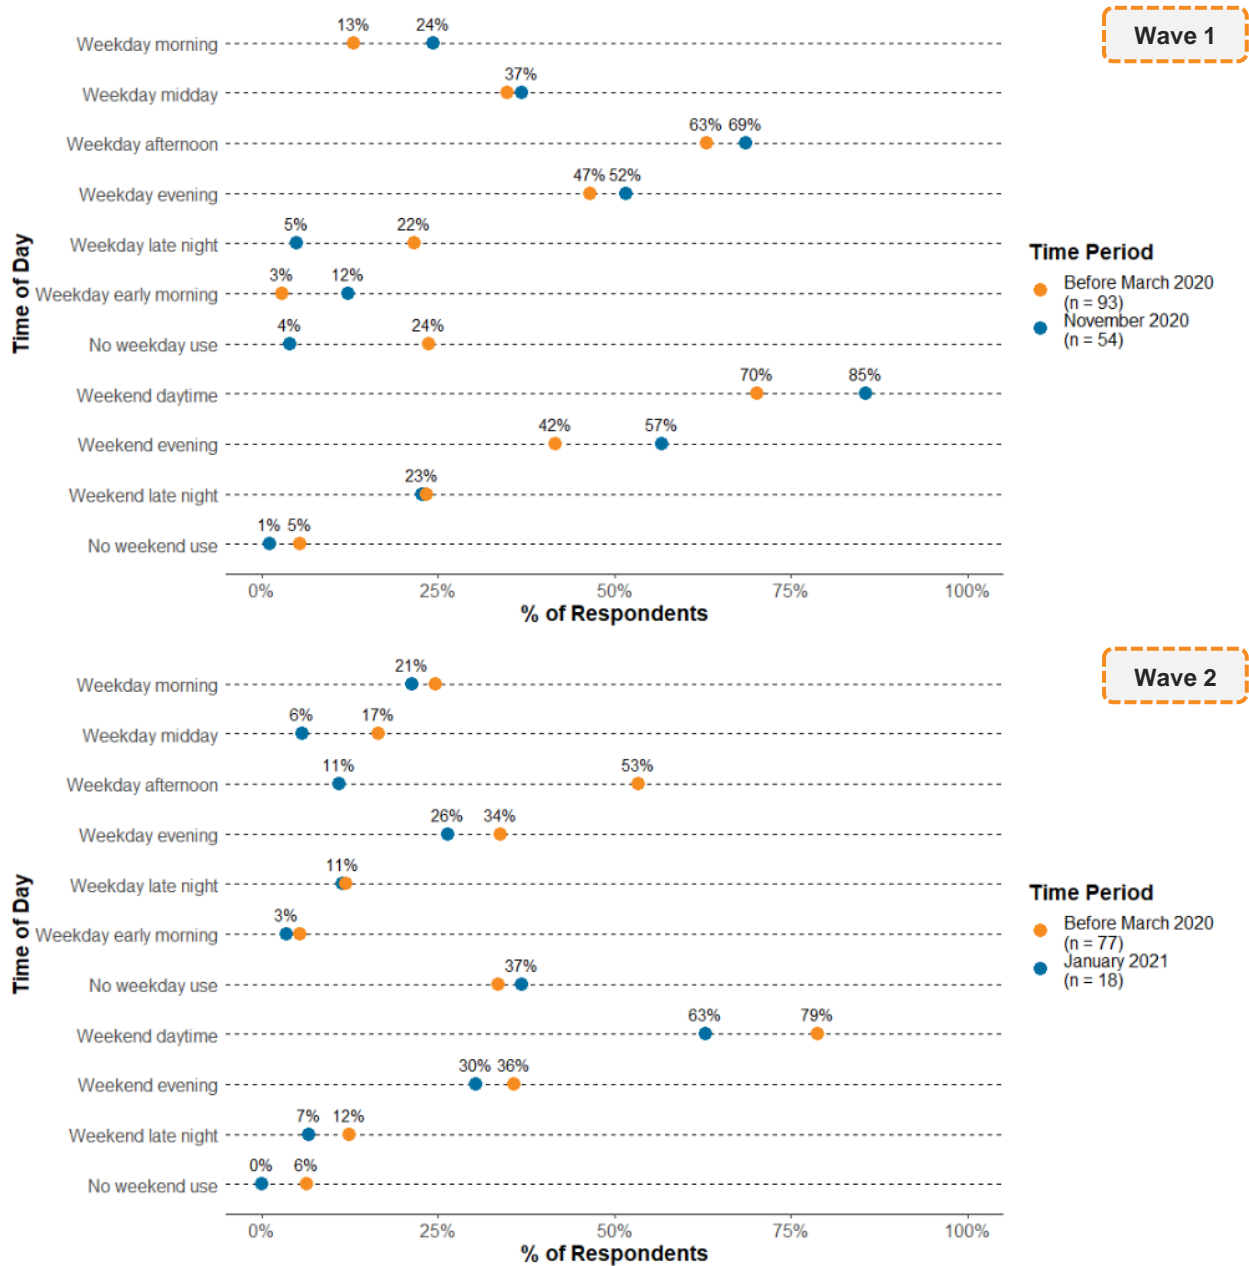 Wave 1
13% 24%
Weekday morning
37%
Weekday midday
63% 69%
Weekday afternoon
47% 52%
Weekday evening
5% 22%
Weekday late night
3% 12%
Weekday early morning
4% 24%
No weekday use
70% 85%
Weekend daytime
42% 57%
Weekend evening
23%
Weekend late night
1% 5%
No weekend use
0% 25% 50% 75% 100%
% of Respondents
Time of Day
Time Period
Before March 2020
(n = 93)
November 2020
(n = 54)
Wave 2
21%
Weekday morning
6% 17%
Weekday midday
11% 53%
Weekday afternoon
26% 34%
Weekday evening
11%
Weekday late night
3%
Weekday early morning
37%
No weekday use
63% 79%
Weekend daytime
30% 36%
Weekend evening
7% 12%
Weekend late night
0% 6%
No weekend use
0% 25% 50% 75% 100%
% of Respondents
Time of Day
Time Period
Before March 2020
(n = 77)
January 2021
(n = 18)